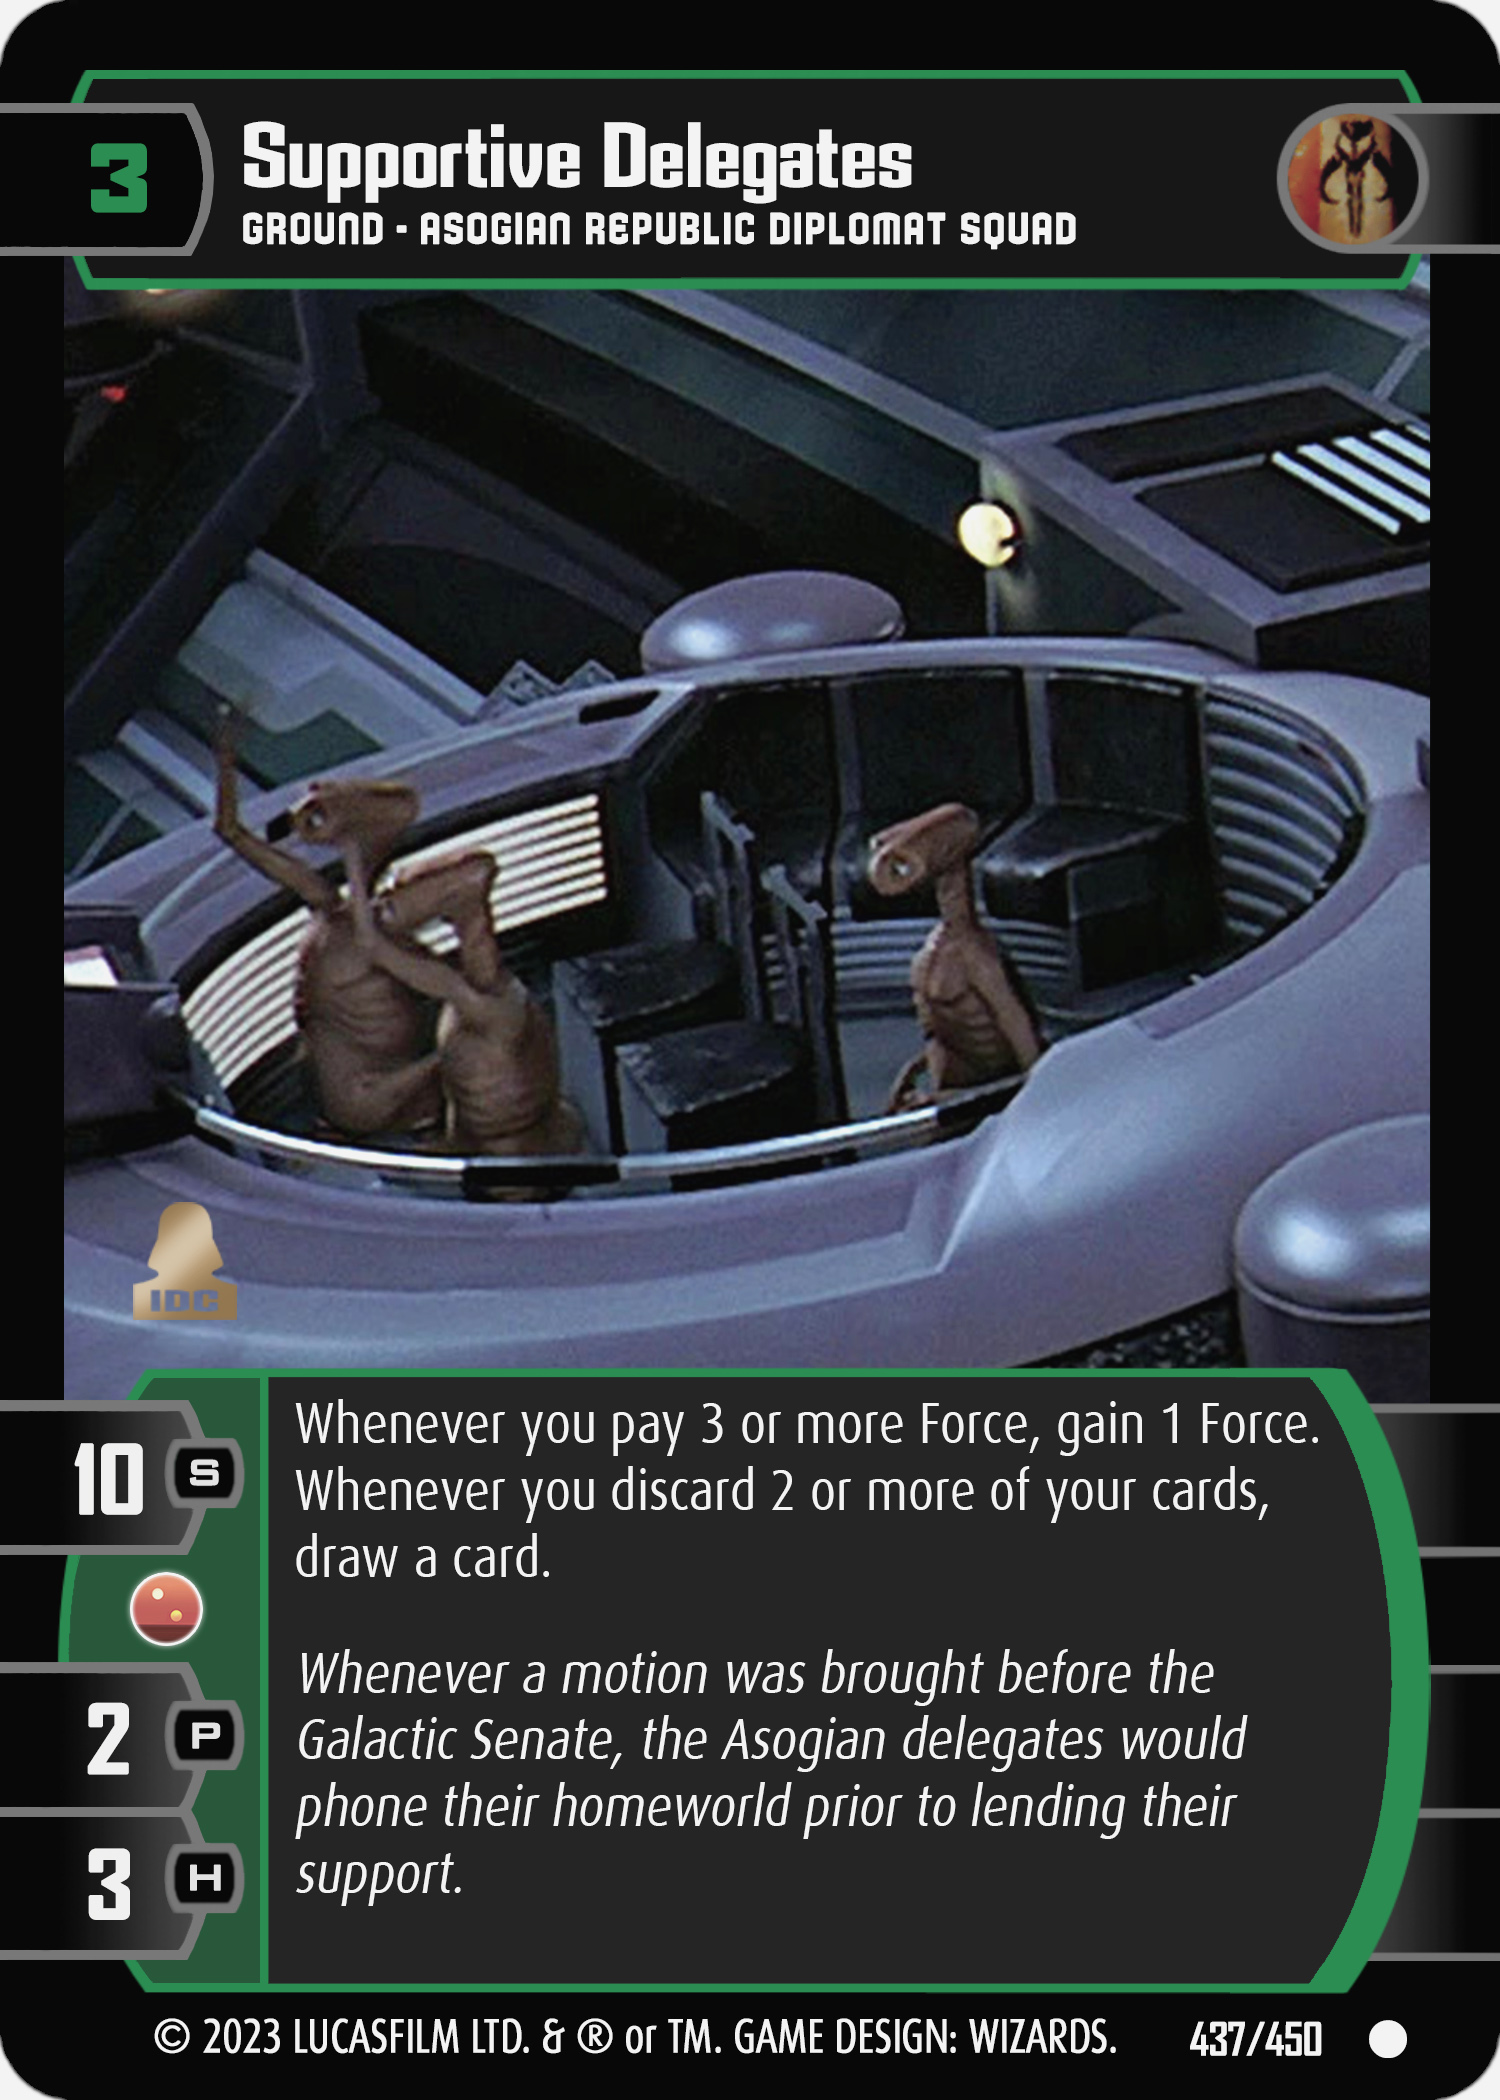 3
Supportive Delegates
GROUND - ASOGIAN REPUBLIC DIPLOMAT SQUAD
IDC
10 S
2 P
3 H
Whenever you pay 3 or more Force, gain 1 Force.
Whenever you discard 2 or more of your cards,
draw a card.
Whenever a motion was brought before the
Galactic Senate, the Asogian delegates would
phone their homeworld prior to lending their
support.
© 2023 LUCASFILM LTD. & ® or TM. GAME DESIGN: WIZARDS.
437/450